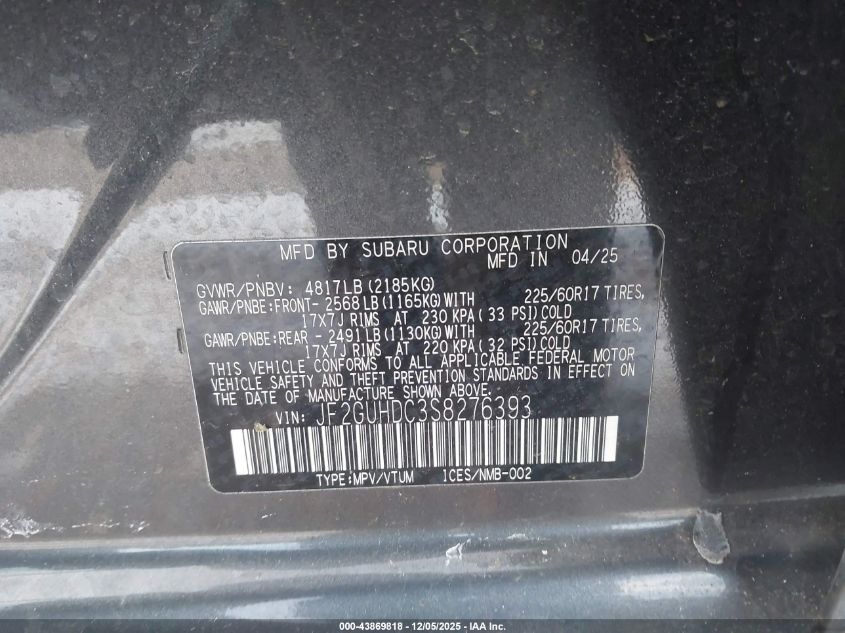 MFD BY SUBARU CORPORATION
MFD IN 04/25
GVWR/PNBV: 4817LB (2185KG)
GAWR/PNBE:FRONT- 2568LB(1165KG)WITH 225/60R17 TIRES,
17X7J RIMS AT 230 KPA( 33 PSI)COLD
GAWR/PNBE:REAR - 2491LB(1130KG)WITH 225/60R17 TIRES,
17X7J RIMS AT 220 KPA( 32 PSI)COLD
THIS VEHICLE CONFORMS TO ALL APPLICABLE FEDERAL MOTOR
VEHICLE SAFETY AND THEFT PREVENTION STANDARDS IN EFFECT ON
THE DATE OF MANUFACTURE SHOWN ABOVE.
VIN: JF2GUHDC3S8276393
TYPE:MPV/VTUM ICES/NMB-002
000-43869818 - 12/05/2025 - IAA Inc.